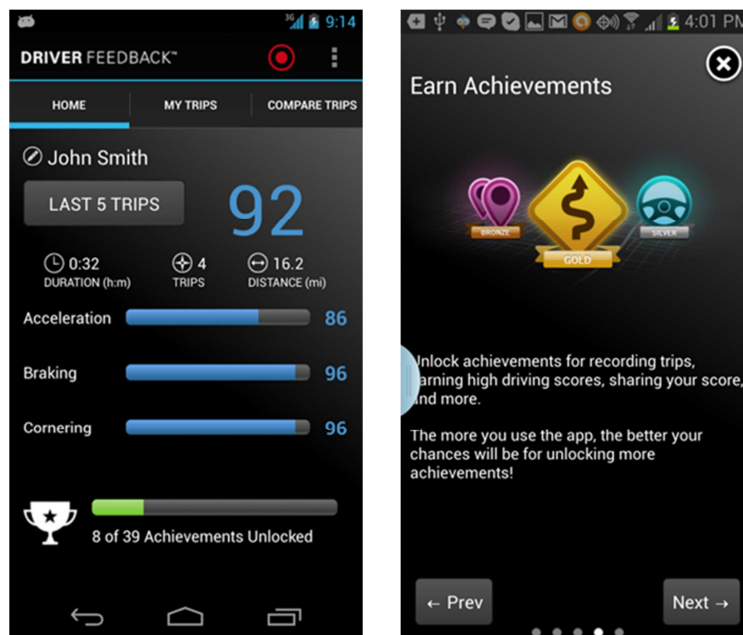 3G 9:14
DRIVER FEEDBACK™
HOME MY TRIPS COMPARE TRIPS
John Smith
LAST 5 TRIPS 92
0:32 4 16.2
DURATION (h:m) TRIPS DISTANCE (mi)
Acceleration 86
Braking 96
Cornering 96
8 of 39 Achievements Unlocked
4:01 PM
Earn Achievements
BRONZE GOLD SILVER
Unlock achievements for recording trips,
earning high driving scores, sharing your score,
and more.
The more you use the app, the better your
chances will be for unlocking more
achievements!
← Prev Next →